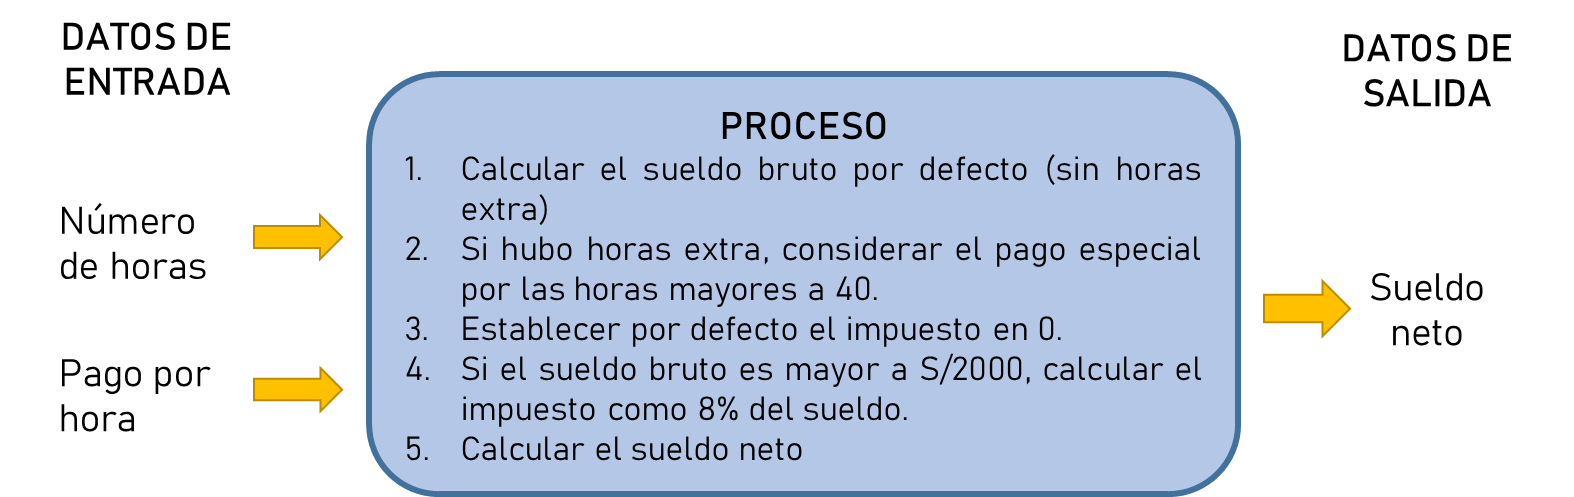 DATOS DE
ENTRADA
Número
de horas
Pago por
hora
PROCESO
1. Calcular el sueldo bruto por defecto (sin horas
extra)
2. Si hubo horas extra, considerar el pago especial
por las horas mayores a 40.
3. Establecer por defecto el impuesto en 0.
4. Si el sueldo bruto es mayor a S/2000, calcular el
impuesto como 8% del sueldo.
5. Calcular el sueldo neto
DATOS DE
SALIDA
Sueldo
neto